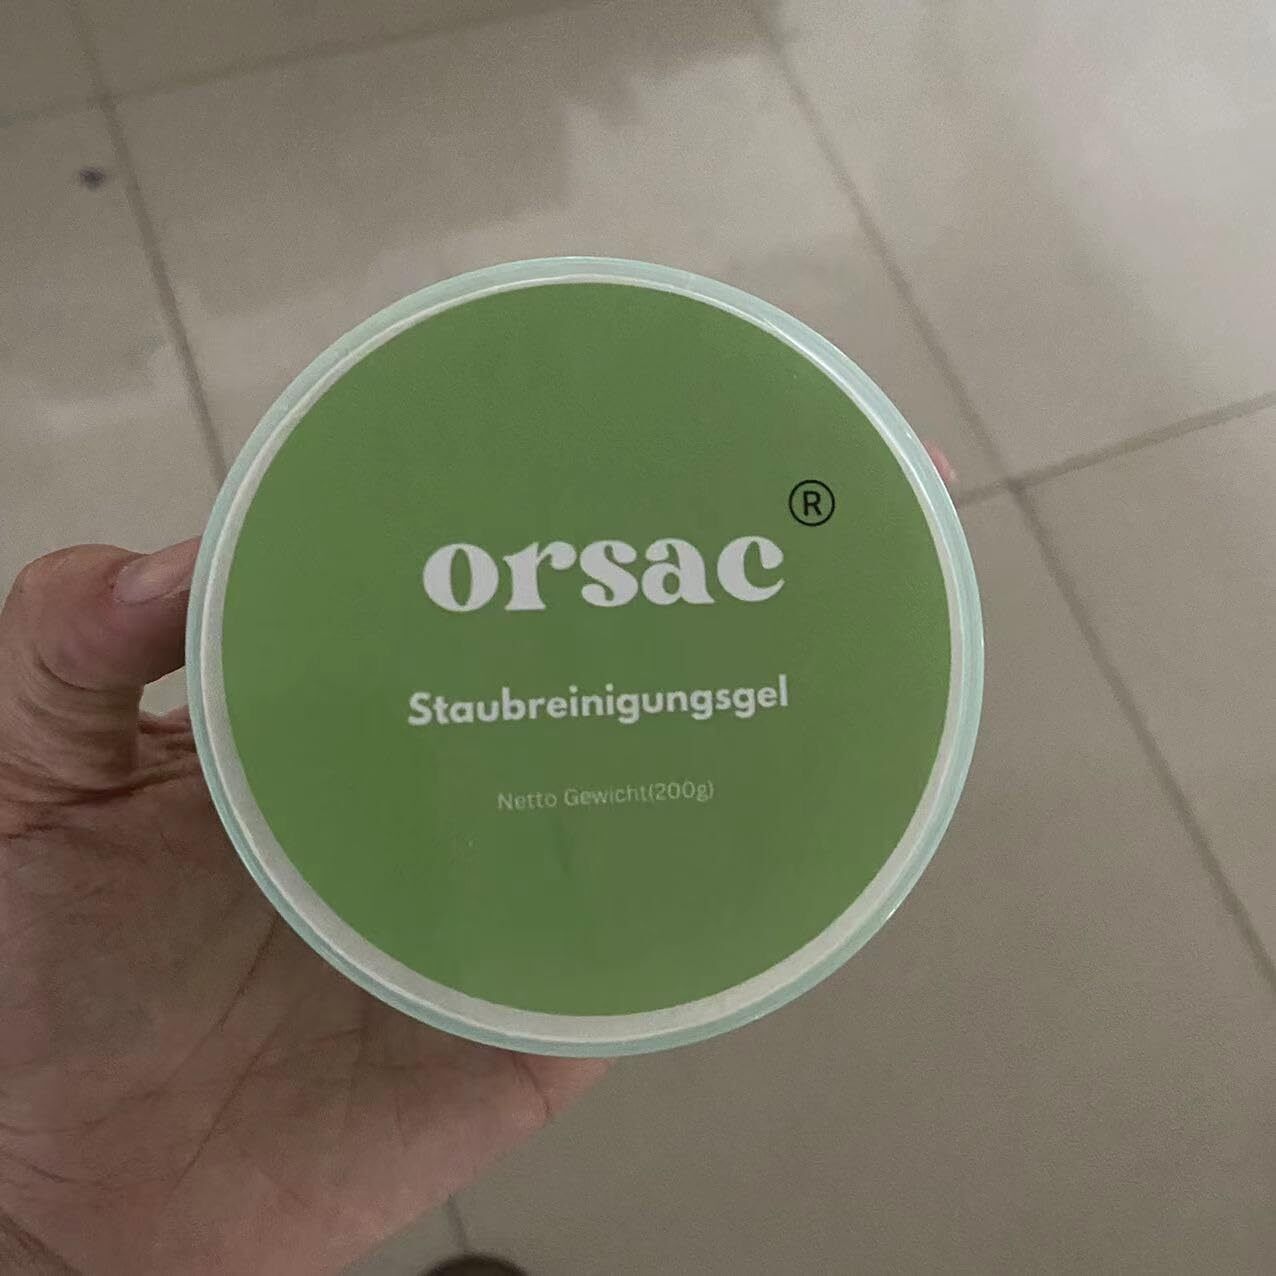 orsac®
Staubreinigungsgel
Netto Gewicht(200g)